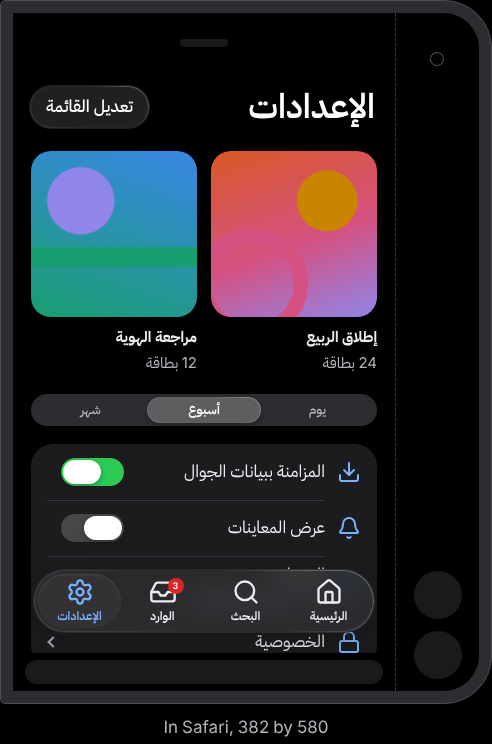 الإعدادات
تعديل القائمة
إطلاق الربيع
24 بطاقة
مراجعة الهوية
12 بطاقة
يوم
أسبوع
شهر
المزامنة ببيانات الجوال
عرض المعاينات
الرئيسية
البحث
3
الوارد
الإعدادات
الخصوصية
In Safari, 382 by 580